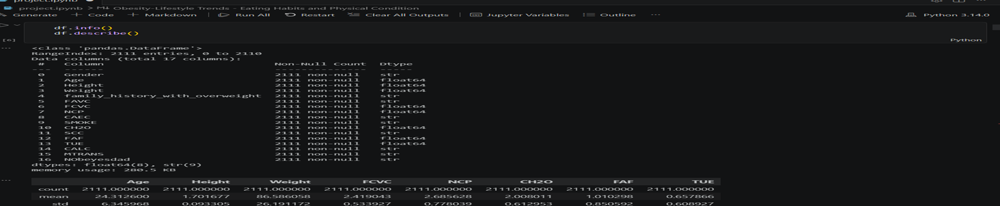 project.ipynb
project.ipynb > M↓ Obesity-Lifestyle Trends - Eating Habits and Physical Condition
Generate + Code + Markdown | Run All Restart Clear All Outputs | Jupyter Variables Outline ... Python 3.14.0
df.info()
df.describe()
[6] Python
... <class 'pandas.DataFrame'>
RangeIndex: 2111 entries, 0 to 2110
Data columns (total 17 columns):
# Column Non-Null Count Dtype
--- ------ -------------- -----
0 Gender 2111 non-null str
1 Age 2111 non-null float64
2 Height 2111 non-null float64
3 Weight 2111 non-null float64
4 family_history_with_overweight 2111 non-null str
5 FAVC 2111 non-null str
6 FCVC 2111 non-null float64
7 NCP 2111 non-null float64
8 CAEC 2111 non-null str
9 SMOKE 2111 non-null str
10 CH2O 2111 non-null float64
11 SCC 2111 non-null str
12 FAF 2111 non-null float64
13 TUE 2111 non-null float64
14 CALC 2111 non-null str
15 MTRANS 2111 non-null str
16 NObeyesdad 2111 non-null str
dtypes: float64(8), str(9)
memory usage: 280.5 KB
... Age Height Weight FCVC NCP CH2O FAF TUE
count 2111.000000 2111.000000 2111.000000 2111.000000 2111.000000 2111.000000 2111.000000 2111.000000
mean 24.312600 1.701677 86.586058 2.419043 2.685628 2.008011 1.010298 0.657866
std 6.345968 0.093305 26.191172 0.533927 0.778039 0.612953 0.850592 0.608927